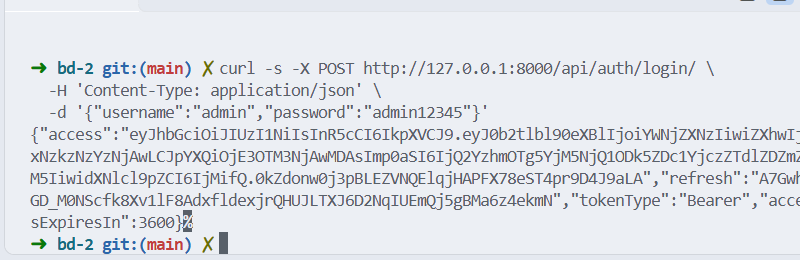 ➜ bd-2 git:(main) ✗ curl -s -X POST http://127.0.0.1:8000/api/auth/login/ \
-H 'Content-Type: application/json' \
-d '{"username":"admin","password":"admin12345"}'
{"access":"eyJhbGciOiJIUzI1NiIsInR5cCI6IkpXVCJ9.eyJ0b2tlbl90eXBlIjoiYWNjZXNzIiwiZXhwIj
xNzkzNzYzNjAwLCJpYXQiOjE3OTM3NjAwMDAsImp0aSI6IjQ2YzhmOTg5YjM5NjQ1ODk5ZDc1YjczZTdlZDZmZ
M5IiwidXNlcl9pZCI6IjMifQ.0kZdonw0j3pBLEZVNQElqjHAPFX78eST4pr9D4J9aLA","refresh":"A7Gwh
GD_M0NScfk8Xv1lF8AdxfldexjrQHUJLTXJ6D2NqIUEmQj5gBMa6z4ekmN","tokenType":"Bearer","acce
sExpiresIn":3600}%
➜ bd-2 git:(main) ✗